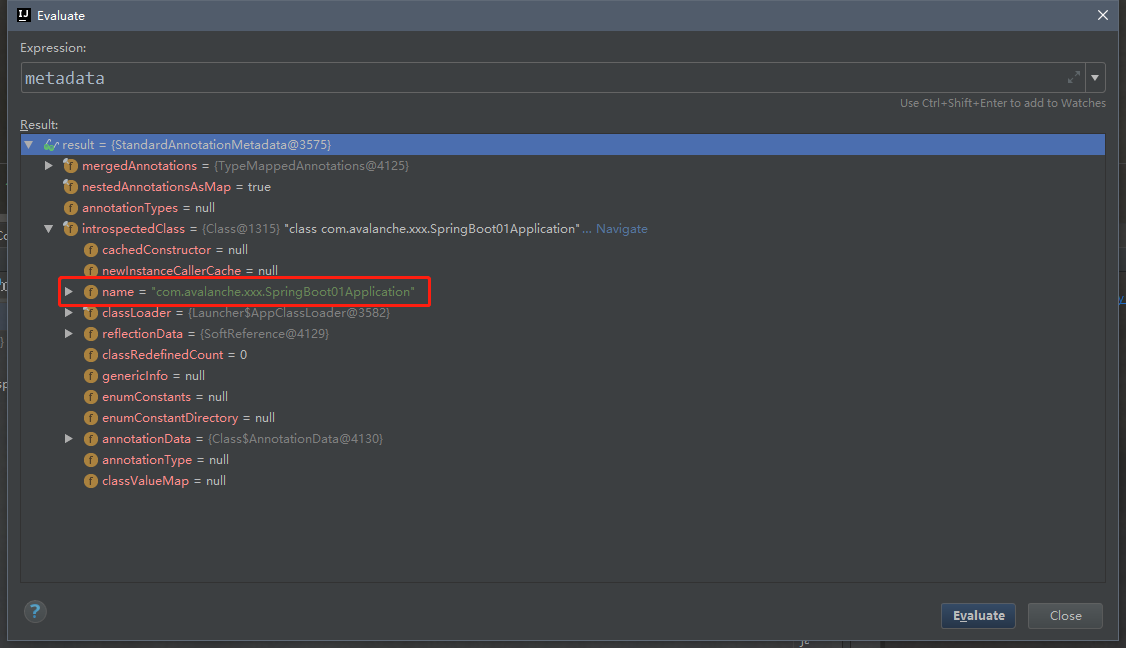 Evaluate
Expression:
metadata
Use Ctrl+Shift+Enter to add to Watches
Result:
result = {StandardAnnotationMetadata@3575}
mergedAnnotations = {TypeMappedAnnotations@4125}
nestedAnnotationsAsMap = true
annotationTypes = null
introspectedClass = {Class@1315} "class com.avalanche.xxx.SpringBoot01Application"... Navigate
cachedConstructor = null
newInstanceCallerCache = null
name = "com.avalanche.xxx.SpringBoot01Application"
classLoader = {Launcher$AppClassLoader@3582}
reflectionData = {SoftReference@4129}
classRedefinedCount = 0
genericInfo = null
enumConstants = null
enumConstantDirectory = null
annotationData = {Class$AnnotationData@4130}
annotationType = null
classValueMap = null
?
Evaluate Close